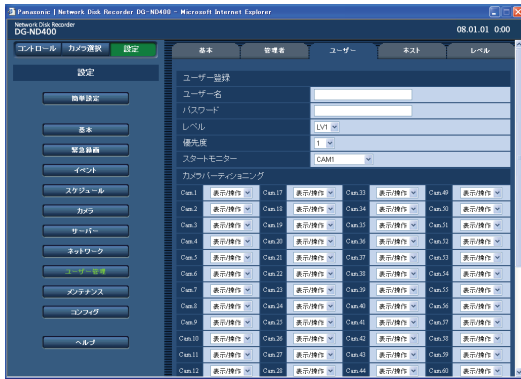 Panasonic | Network Disk Recorder DG-ND400 - Microsoft Internet Explorer
Network Disk Recorder
DG-ND400
08.01.01 0:00
コントロール カメラ選択 設定
基本 管理者 ユーザー ホスト レベル
設定
簡単設定
基本
緊急録画
イベント
スケジュール
カメラ
サーバー
ネットワーク
ユーザー管理
メンテナンス
コンフィグ
ヘルプ
ユーザー登録
ユーザー名
パスワード
レベル LV1
優先度 1
スタートモニター CAM1
カメラパーティショニング
Cam.1 表示/操作 Cam.17 表示/操作 Cam.33 表示/操作 Cam.49 表示/操作
Cam.2 表示/操作 Cam.18 表示/操作 Cam.34 表示/操作 Cam.50 表示/操作
Cam.3 表示/操作 Cam.19 表示/操作 Cam.35 表示/操作 Cam.51 表示/操作
Cam.4 表示/操作 Cam.20 表示/操作 Cam.36 表示/操作 Cam.52 表示/操作
Cam.5 表示/操作 Cam.21 表示/操作 Cam.37 表示/操作 Cam.53 表示/操作
Cam.6 表示/操作 Cam.22 表示/操作 Cam.38 表示/操作 Cam.54 表示/操作
Cam.7 表示/操作 Cam.23 表示/操作 Cam.39 表示/操作 Cam.55 表示/操作
Cam.8 表示/操作 Cam.24 表示/操作 Cam.40 表示/操作 Cam.56 表示/操作
Cam.9 表示/操作 Cam.25 表示/操作 Cam.41 表示/操作 Cam.57 表示/操作
Cam.10 表示/操作 Cam.26 表示/操作 Cam.42 表示/操作 Cam.58 表示/操作
Cam.11 表示/操作 Cam.27 表示/操作 Cam.43 表示/操作 Cam.59 表示/操作
Cam.12 表示/操作 Cam.28 表示/操作 Cam.44 表示/操作 Cam.60 表示/操作